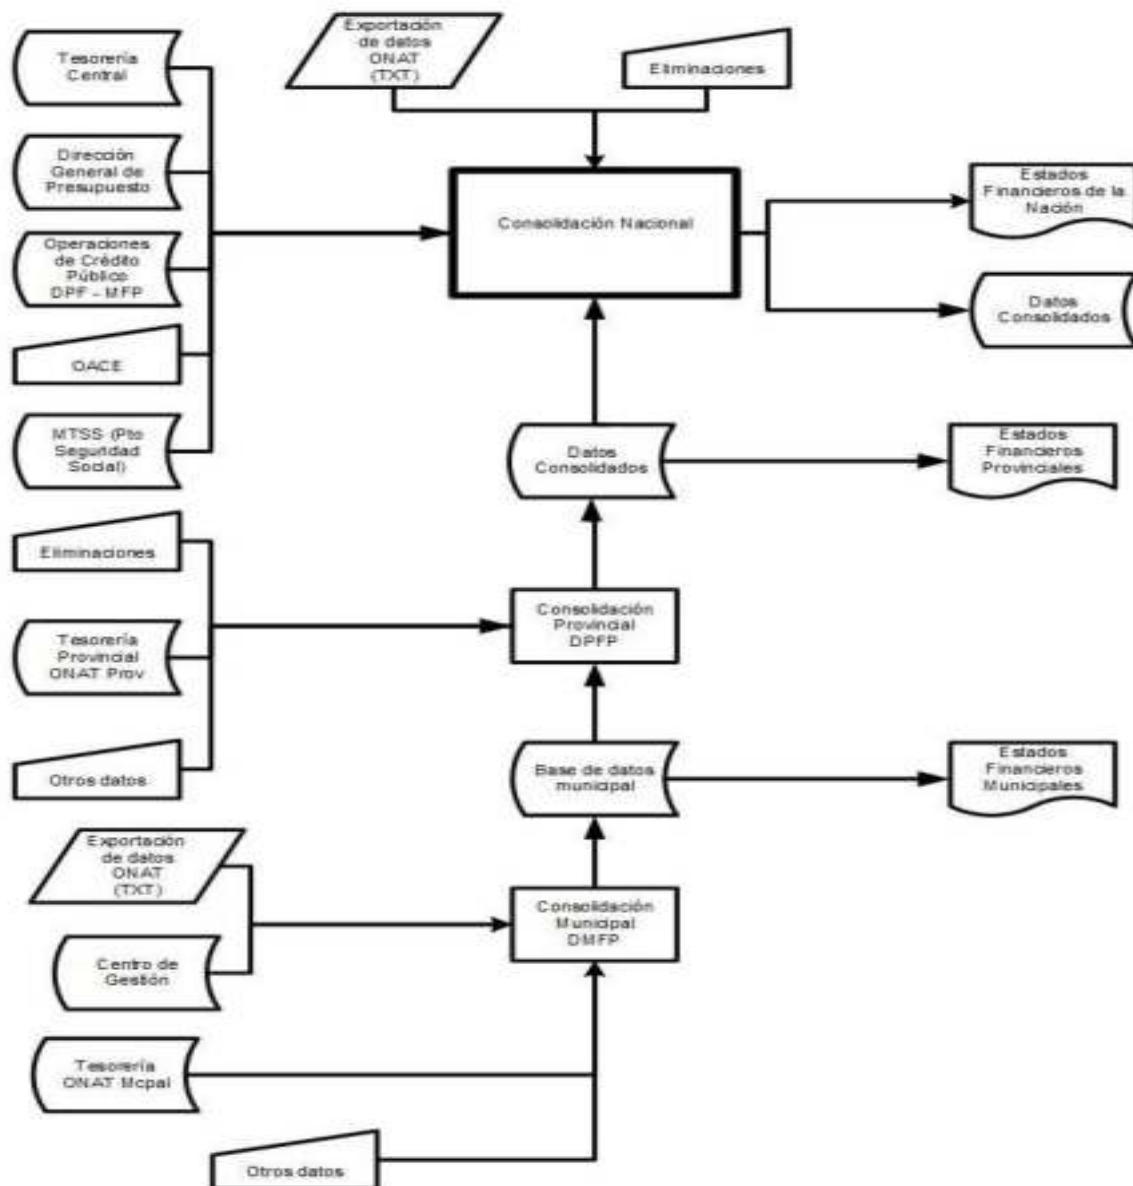 Exportación
de datos
ONAT
(TXT)
Eliminaciones
Tesorería
Central
Dirección
General de
Presupuesto
Operaciones
de Crédito
Público
DPF - MFP
OACE
MTSS (Pto
Seguridad
Social)
Consolidación Nacional
Estados
Financieros de la
Nación
Datos
Consolidados
Datos
Consolidados
Estados
Financieros
Provinciales
Eliminaciones
Tesorería
Provincial
ONAT Prov
Otros datos
Consolidación
Provincial
DPFP
Base de datos
municipal
Estados
Financieros
Municipales
Exportación
de datos
ONAT
(TXT)
Centro de
Gestión
Consolidación
Municipal
DMFP
Tesorería
ONAT Mcpal
Otros datos